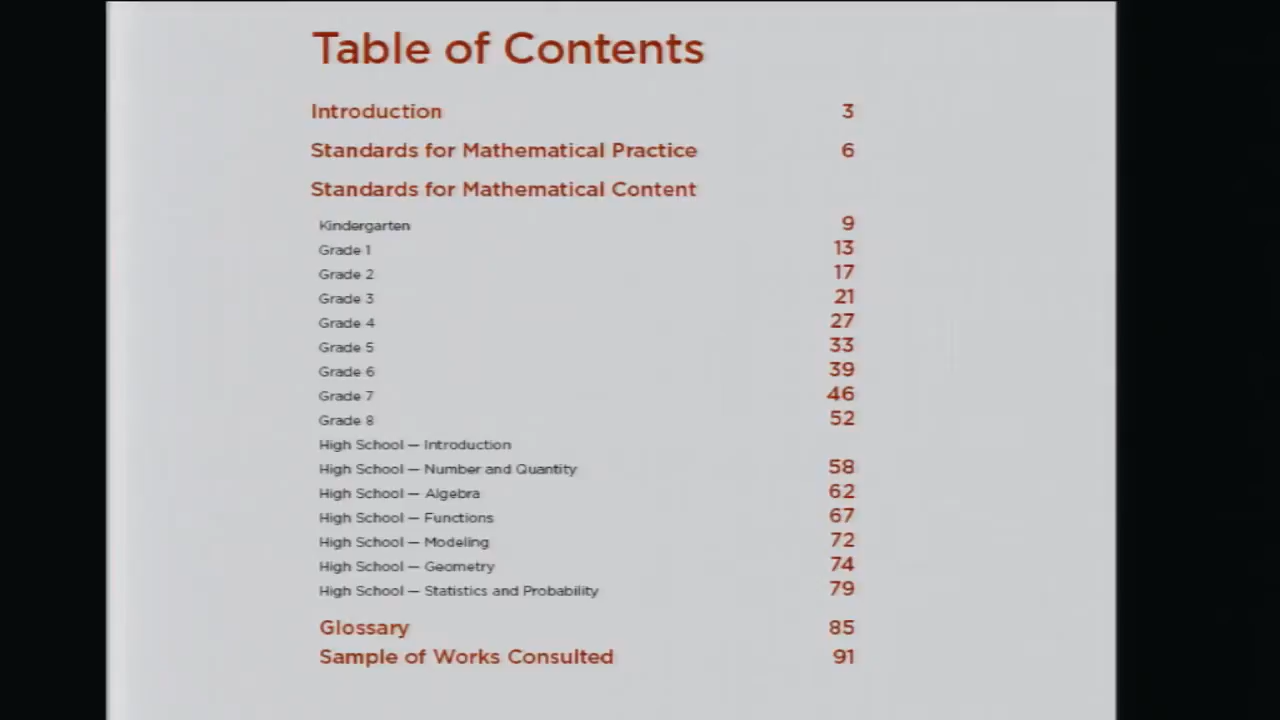 Table of Contents
Introduction 3
Standards for Mathematical Practice 6
Standards for Mathematical Content
Kindergarten 9
Grade 1 13
Grade 2 17
Grade 3 21
Grade 4 27
Grade 5 33
Grade 6 39
Grade 7 46
Grade 8 52
High School — Introduction
High School — Number and Quantity 58
High School — Algebra 62
High School — Functions 67
High School — Modeling 72
High School — Geometry 74
High School — Statistics and Probability 79
Glossary 85
Sample of Works Consulted 91